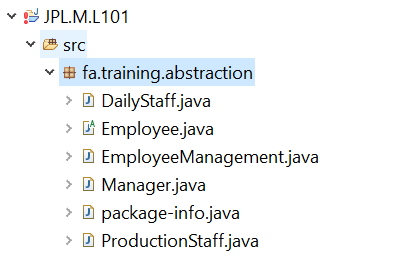 JPL.M.L101
src
fa.training.abstraction
DailyStaff.java
Employee.java
EmployeeManagement.java
Manager.java
package-info.java
ProductionStaff.java